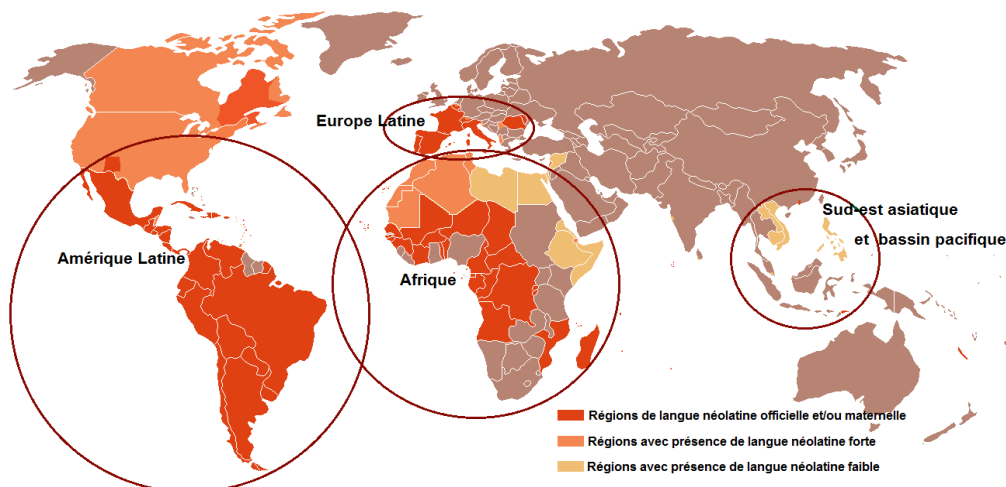 Europe Latine
Sud-est asiatique
et bassin pacifique
Amérique Latine
Afrique
Régions de langue néolatine officielle et/ou maternelle
Régions avec présence de langue néolatine forte
Régions avec présence de langue néolatine faible